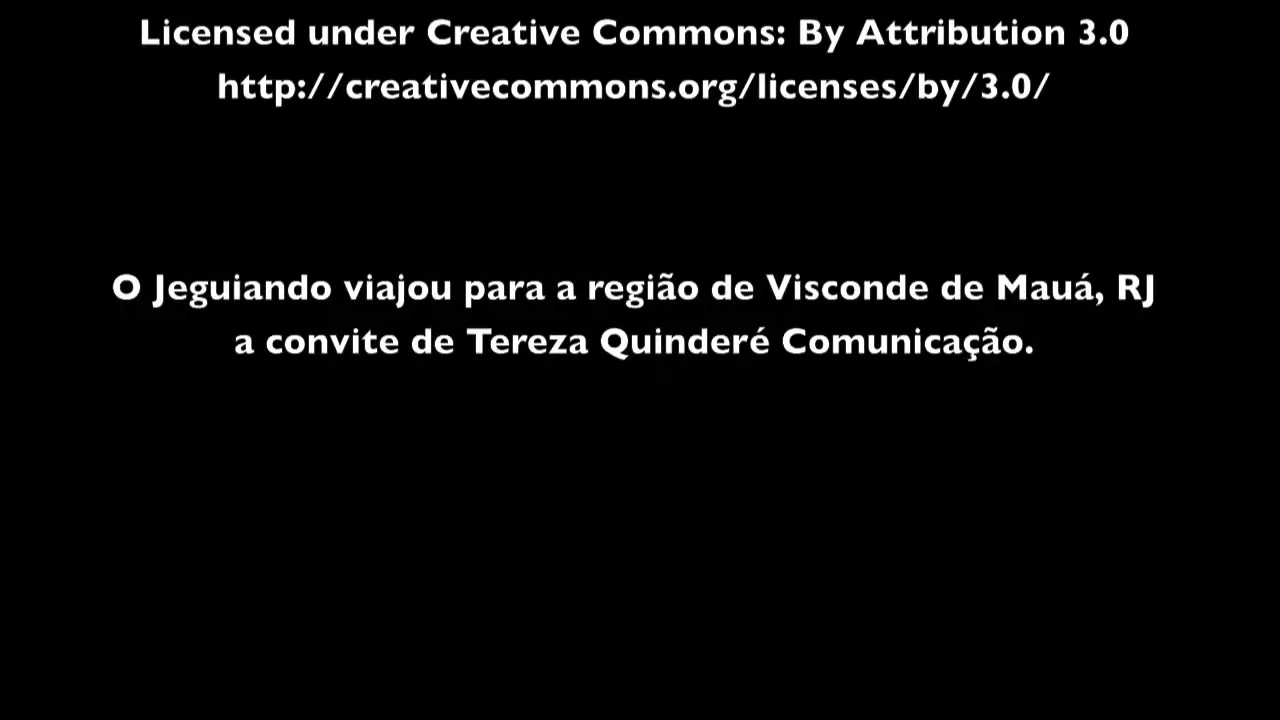 Licensed under Creative Commons: By Attribution 3.0
http://creativecommons.org/licenses/by/3.0/
O Jeguiando viajou para a região de Visconde de Mauá, RJ
a convite de Tereza Quinderé Comunicação.